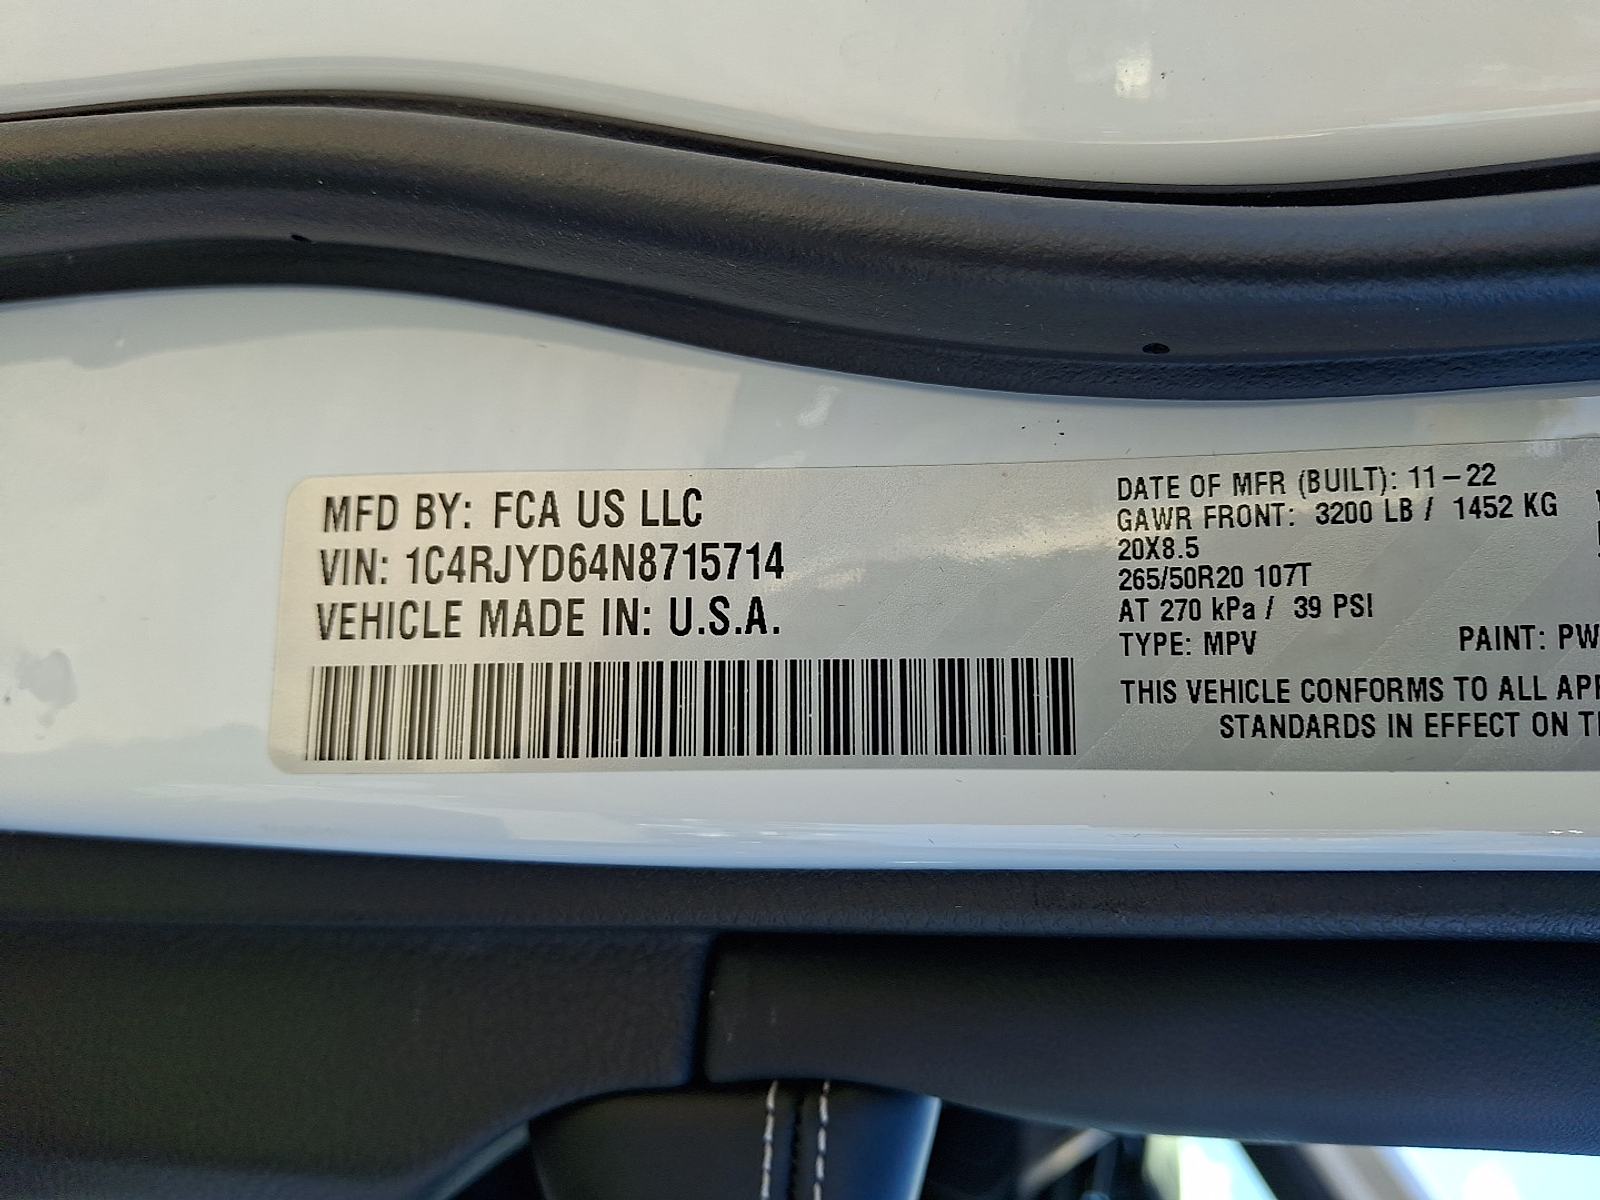 MFD BY: FCA US LLC
VIN: 1C4RJYD64N8715714
VEHICLE MADE IN: U.S.A.
DATE OF MFR (BUILT): 11-22
GAWR FRONT: 3200 LB / 1452 KG
20X8.5
265/50R20 107T
AT 270 kPa / 39 PSI
TYPE: MPV PAINT: PW
THIS VEHICLE CONFORMS TO ALL
STANDARDS IN EFFECT ON